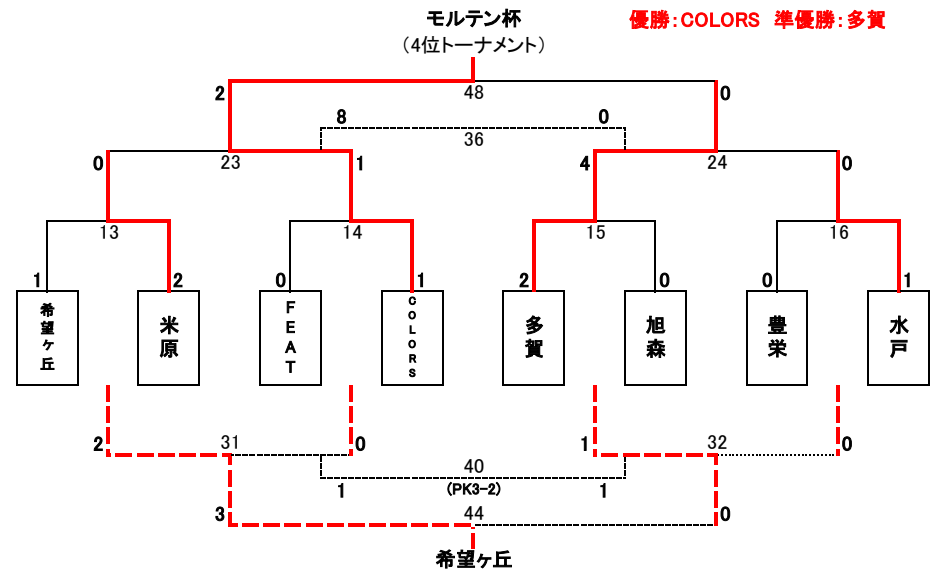 モルテン杯
優勝：COLORS 準優勝：多賀
（4位トーナメント）
2 48 0
8 36 0
0 23 1 4 24 0
13 14 15 16
1 2 0 1 2 0 0 1
希望ヶ丘 米原 FEAT COLORS 多賀 旭森 豊栄 水戸
2 31 0 1 32 0
40
1 (PK3-2) 1
3 44 0
希望ヶ丘